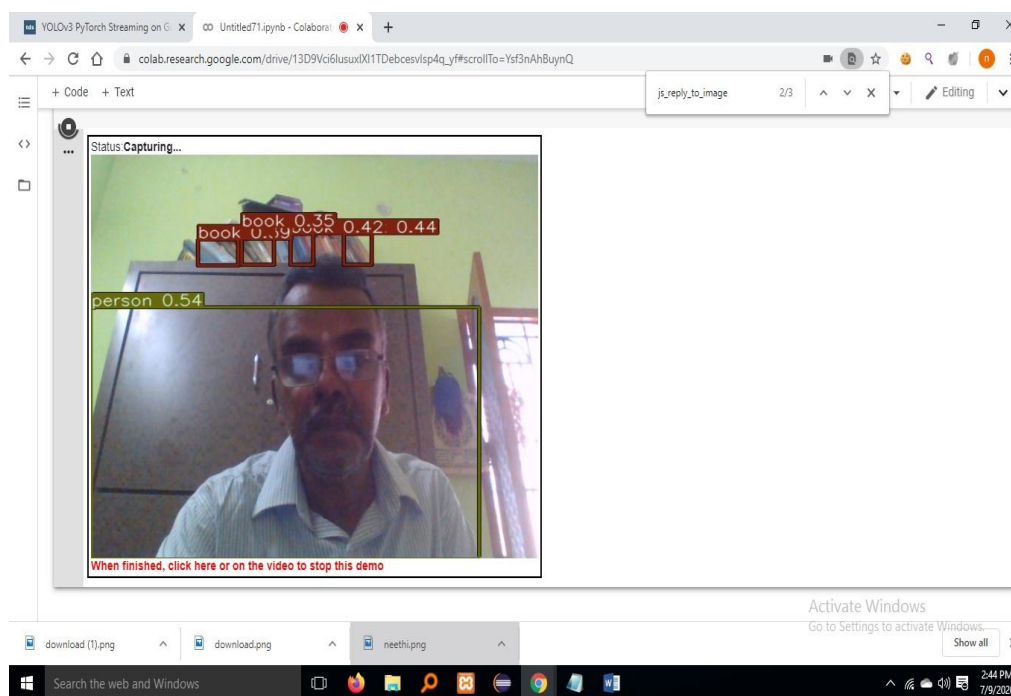 YOLOv3 PyTorch Streaming on G
Untitled71.ipynb - Colaborat
colab.research.google.com/drive/13D9Vci6IusuxlXI1TDebcesvlsp4q_yf#scrollTo=Ysf3nAhBuynQ
+ Code + Text
js_reply_to_image 2/3
Editing
Status:Capturing...
book 0.35
book 0.42 0.44
person 0.54
When finished, click here or on the video to stop this demo
Activate Windows
Go to Settings to activate Windows.
download (1).png
download.png
neethi.png
Show all
Search the web and Windows
2:44 PM